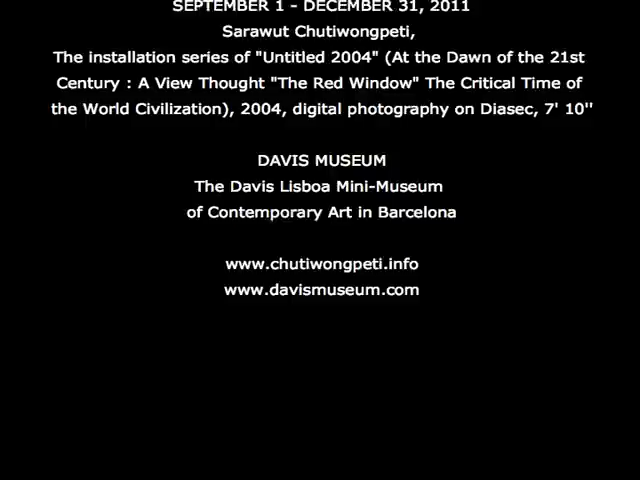 SEPTEMBER 1 - DECEMBER 31, 2011
Sarawut Chutiwongpeti,
The installation series of "Untitled 2004" (At the Dawn of the 21st
Century : A View Thought "The Red Window" The Critical Time of
the World Civilization), 2004, digital photography on Diasec, 7' 10''
DAVIS MUSEUM
The Davis Lisboa Mini-Museum
of Contemporary Art in Barcelona
www.chutiwongpeti.info
www.davismuseum.com